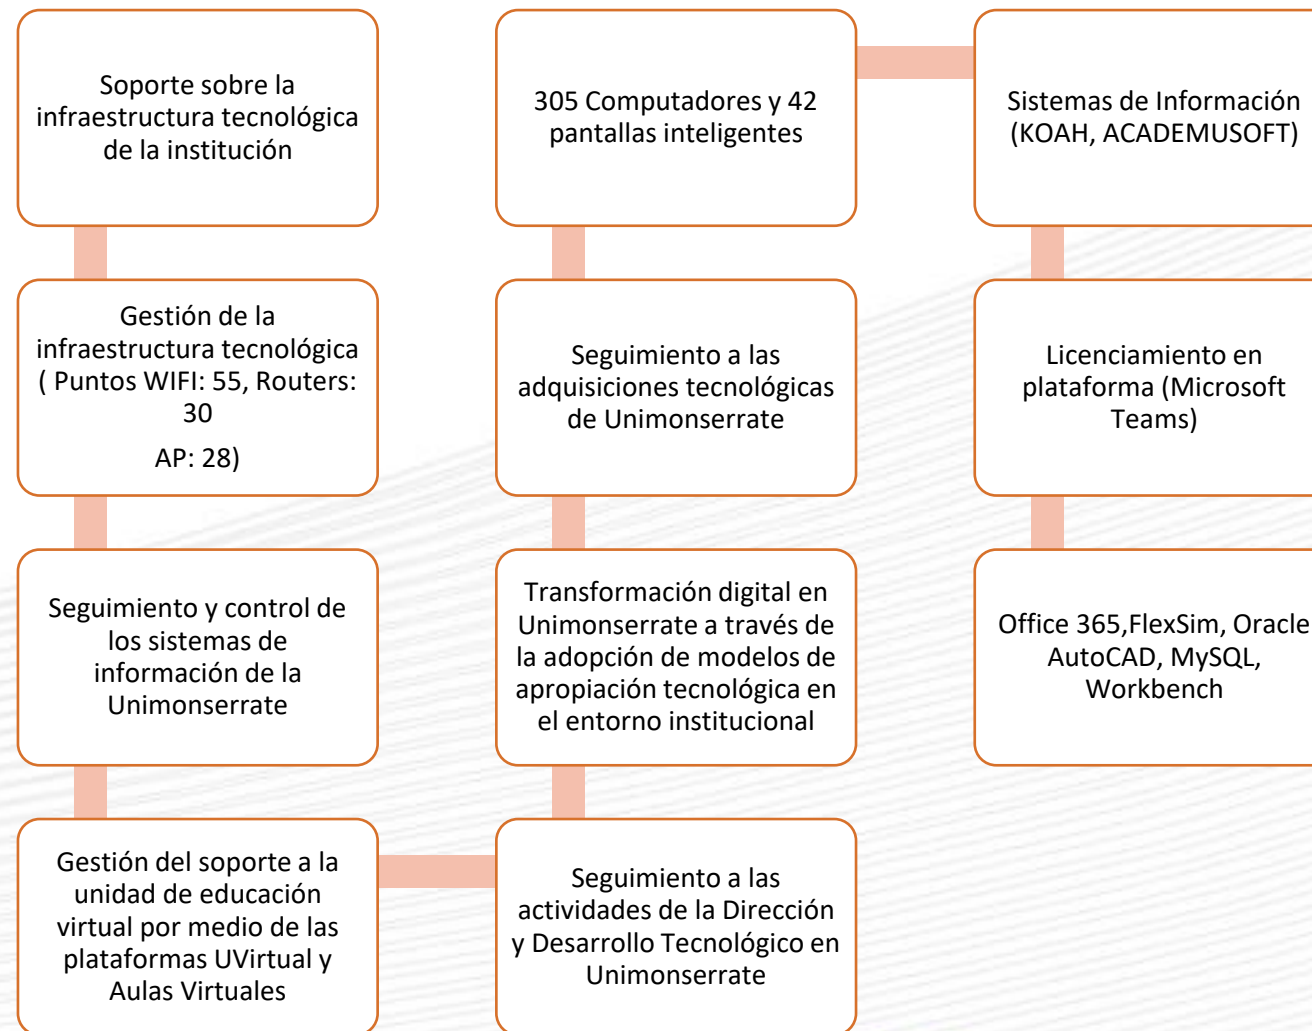 Soporte sobre la
infraestructura tecnológica
de la institución
Gestión de la
infraestructura tecnológica
( Puntos WIFI: 55, Routers:
30
AP: 28)
Seguimiento y control de
los sistemas de
información de la
Unimonserrate
Gestión del soporte a la
unidad de educación
virtual por medio de las
plataformas UVirtual y
Aulas Virtuales
Seguimiento a las
actividades de la Dirección
y Desarrollo Tecnológico en
Unimonserrate
Transformación digital en
Unimonserrate a través de
la adopción de modelos de
apropiación tecnológica en
el entorno institucional
Seguimiento a las
adquisiciones tecnológicas
de Unimonserrate
305 Computadores y 42
pantallas inteligentes
Sistemas de Información
(KOAH, ACADEMUSOFT)
Licenciamiento en
plataforma (Microsoft
Teams)
Office 365,FlexSim, Oracle
AutoCAD, MySQL,
Workbench